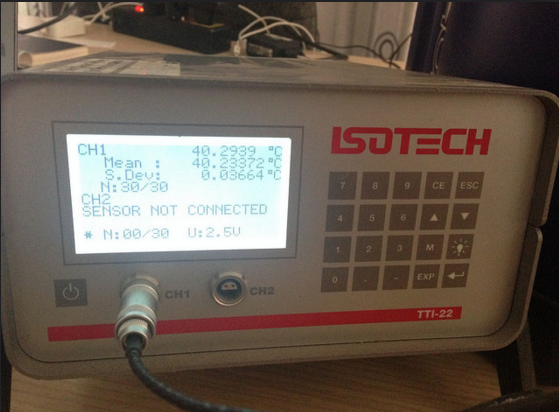 ISOTECH
CH1 40.2939 °C
Mean : 40.23372 °C
S.Dev: 0.03664 °C
N:30/30
CH2
SENSOR NOT CONNECTED
* N:00/30 U:2.5V
7 8 9 CE ESC
4 5 6 ▲ ▼
1 2 3 M
0 . - EXP ↵
CH1 CH2
TTI-22